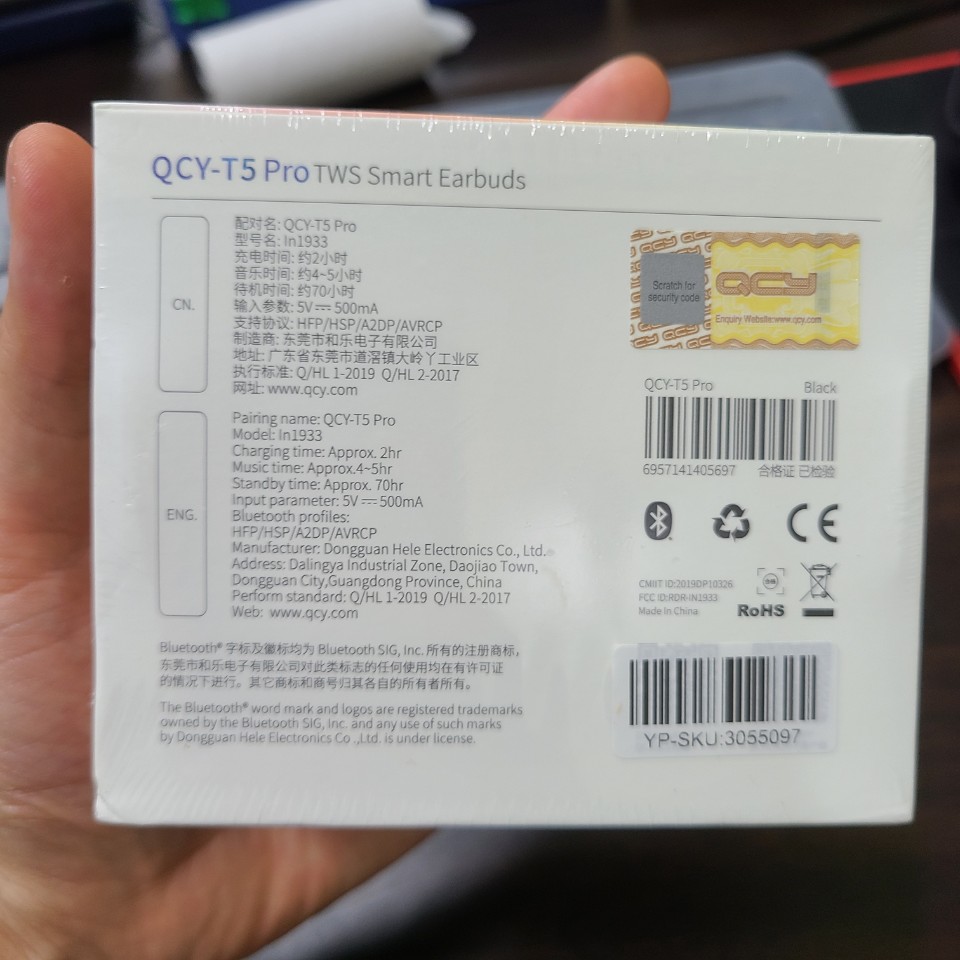 QCY-T5 Pro TWS Smart Earbuds
CN.
配对名: QCY-T5 Pro
型号名: In1933
充电时间: 约2小时
音乐时间: 约4~5小时
待机时间: 约70小时
输入参数: 5V⎓500mA
支持协议: HFP/HSP/A2DP/AVRCP
制造商: 东莞市和乐电子有限公司
地址: 广东省东莞市道滘镇大岭丫工业区
执行标准: Q/HL 1-2019 Q/HL 2-2017
网址: www.qcy.com
ENG.
Pairing name: QCY-T5 Pro
Model: In1933
Charging time: Approx. 2hr
Music time: Approx.4~5hr
Standby time: Approx. 70hr
Input parameter: 5V⎓500mA
Bluetooth profiles:
HFP/HSP/A2DP/AVRCP
Manufacturer: Dongguan Hele Electronics Co., Ltd.
Address: Dalingya Industrial Zone, Daojiao Town,
Dongguan City,Guangdong Province, China
Perform standard: Q/HL 1-2019 Q/HL 2-2017
Web: www.qcy.com
Bluetooth® 字标及徽标均为 Bluetooth SIG, Inc. 所有的注册商标，
东莞市和乐电子有限公司对此类标志的任何使用均在有许可证
的情况下进行。其它商标和商号归其各自的所有者所有。
The Bluetooth® word mark and logos are registered trademarks
owned by the Bluetooth SIG, Inc. and any use of such marks
by Dongguan Hele Electronics Co .,Ltd. is under license.
Scratch for
security code
QCY
Enquiry Website:www.qcy.com
QCY-T5 Pro Black
6957141405697 合格证 已检验
CE
CMIIT ID:2019DP10326
FCC ID:RDR-IN1933
Made In China
RoHS
YP-SKU:3055097